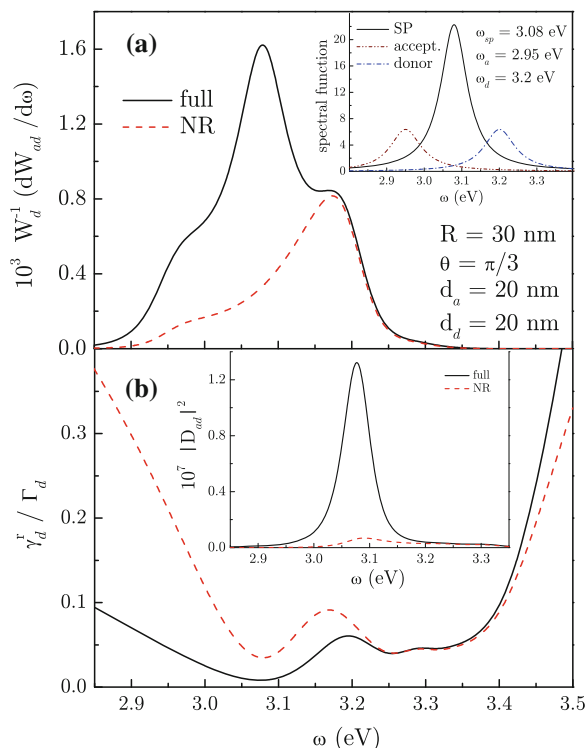 (a)
full
NR
10³ W_d⁻¹ (dW_ad /dω)
1.6
1.2
0.8
0.4
0.0
SP
accept.
donor
ω_sp = 3.08 eV
ω_a = 2.95 eV
ω_d = 3.2 eV
spectral function
20
16
12
8
4
0
2.9 3.0 3.1 3.2 3.3
ω (eV)
R = 30 nm
θ = π/3
d_a = 20 nm
d_d = 20 nm
(b)
γ_d^r / Γ_d
0.3
0.2
0.1
0.0
10⁷ |D_ad|²
1.2
0.8
0.4
0.0
full
NR
2.9 3.0 3.1 3.2 3.3
ω (eV)
2.9 3.0 3.1 3.2 3.3 3.4 3.5
ω (eV)